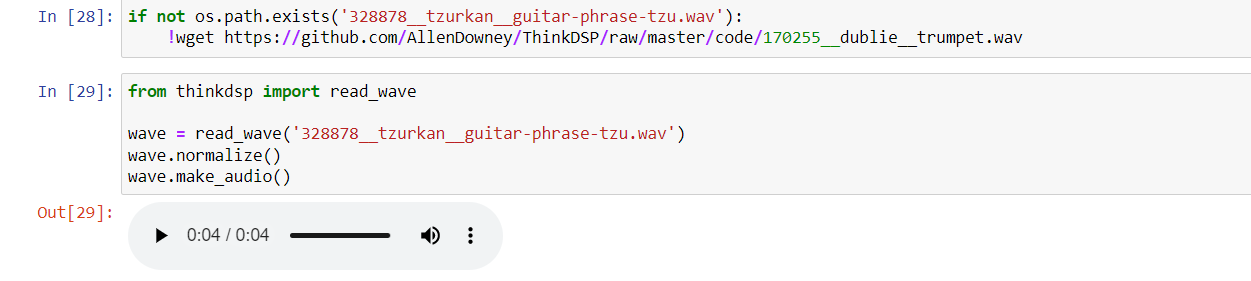 In [28]: if not os.path.exists('328878__tzurkan__guitar-phrase-tzu.wav'):
!wget https://github.com/AllenDowney/ThinkDSP/raw/master/code/170255__dublie__trumpet.wav
In [29]: from thinkdsp import read_wave
wave = read_wave('328878__tzurkan__guitar-phrase-tzu.wav')
wave.normalize()
wave.make_audio()
Out[29]:
0:04 / 0:04